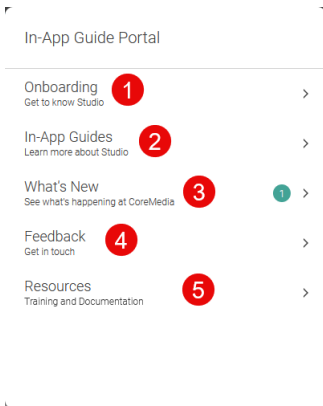 In-App Guide Portal
Onboarding 1
Get to know Studio
In-App Guides 2
Learn more about Studio
What's New 3 1
See what's happening at CoreMedia
Feedback 4
Get in touch
Resources 5
Training and Documentation